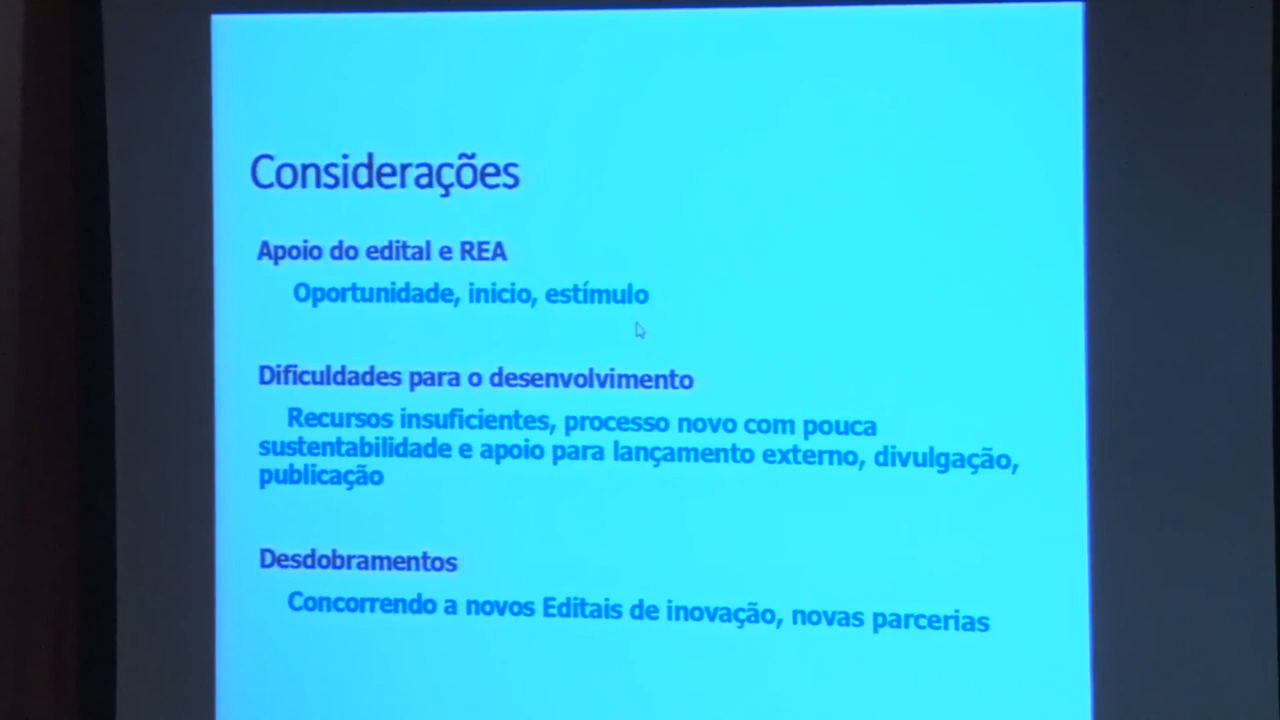 Considerações
Apoio do edital e REA
Oportunidade, inicio, estímulo
Dificuldades para o desenvolvimento
Recursos insuficientes, processo novo com pouca
sustentabilidade e apoio para lançamento externo, divulgação,
publicação
Desdobramentos
Concorrendo a novos Editais de inovação, novas parcerias